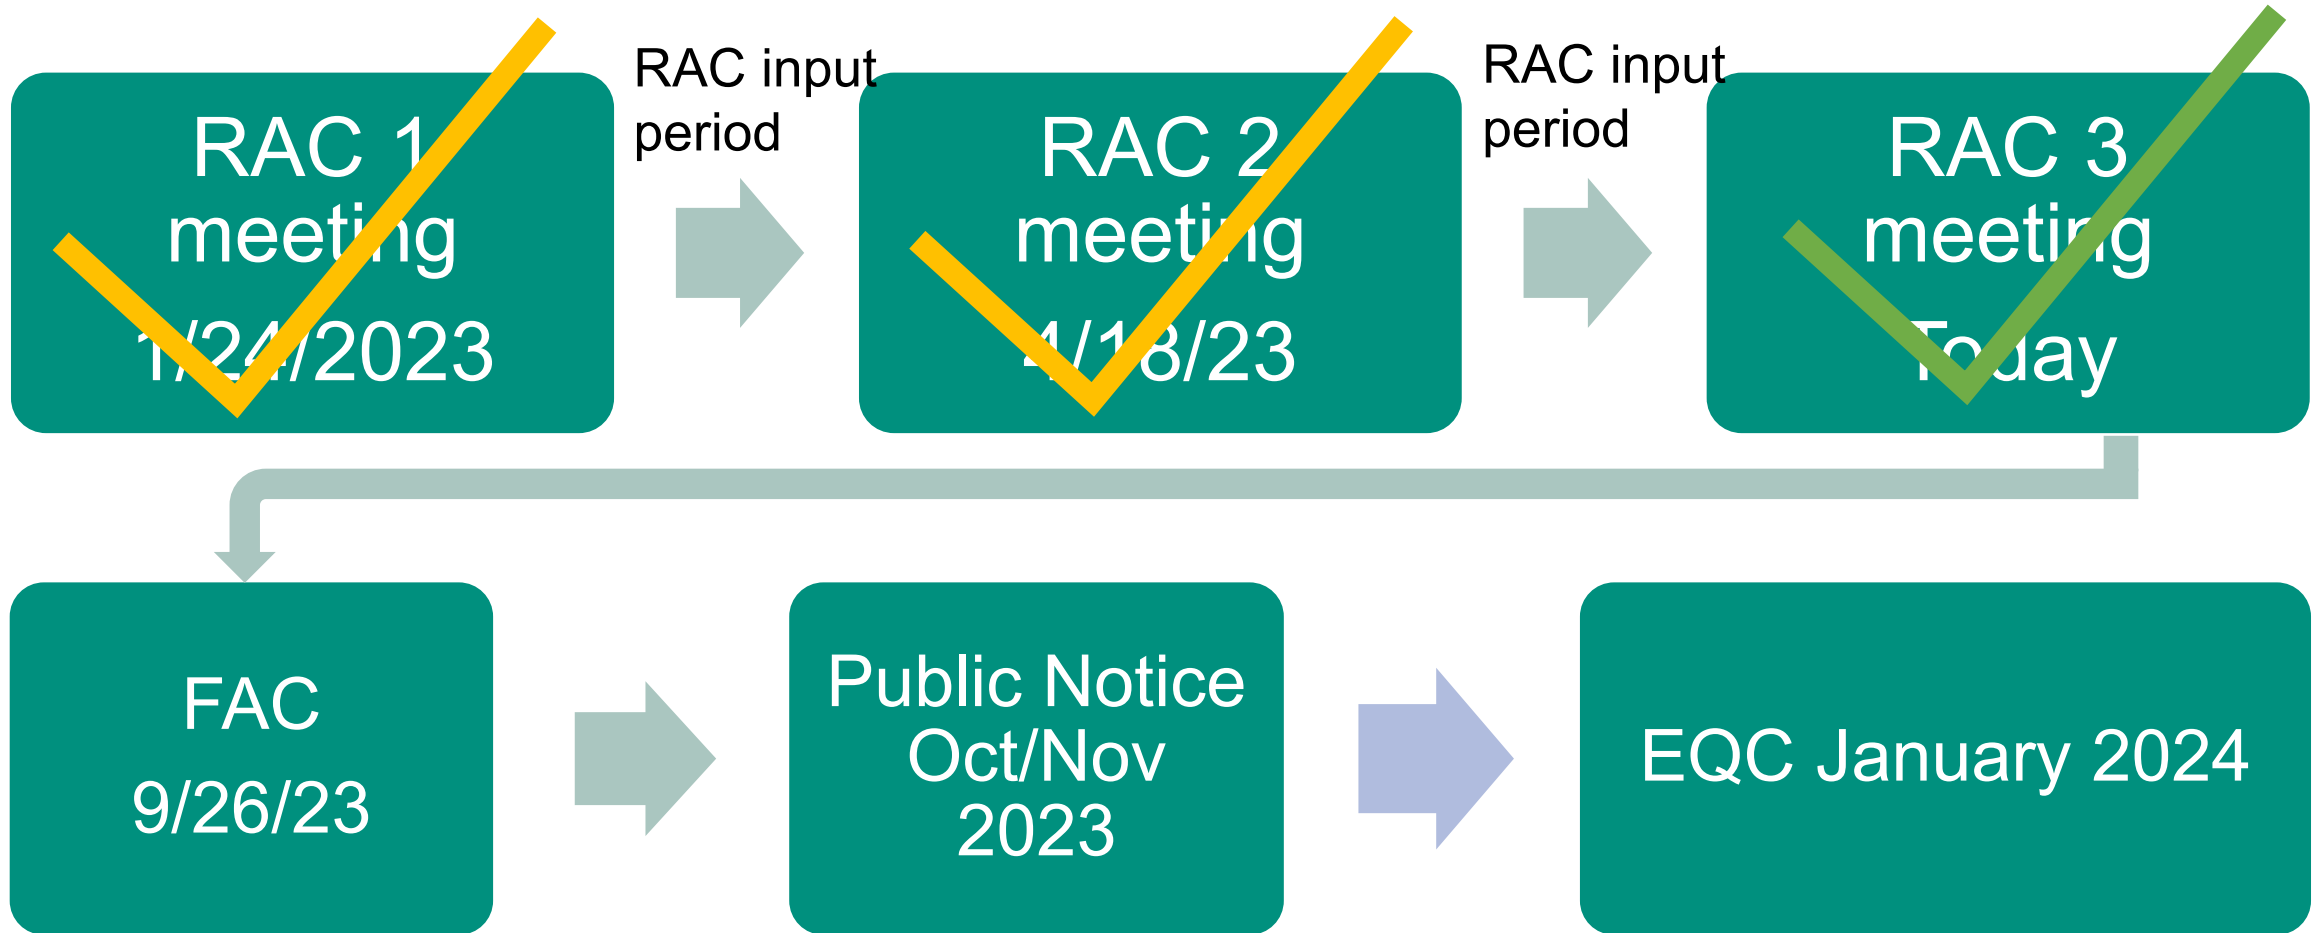 RAC 1
meeting
1/24/2023
RAC input
period
RAC 2
meeting
4/18/23
RAC input
period
RAC 3
meeting
Today
FAC
9/26/23
Public Notice
Oct/Nov
2023
EQC January 2024